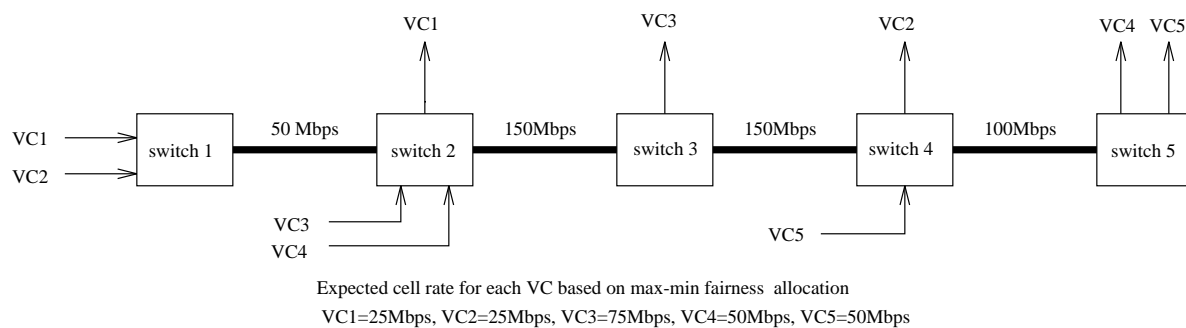 VC1
VC3
VC2
VC4
VC5
50 Mbps
150Mbps
150Mbps
100Mbps
VC1
switch 1
switch 2
switch 3
switch 4
switch 5
VC2
VC3
VC5
VC4
Expected cell rate for each VC based on max-min fairness allocation
VC1=25Mbps, VC2=25Mbps, VC3=75Mbps, VC4=50Mbps, VC5=50Mbps